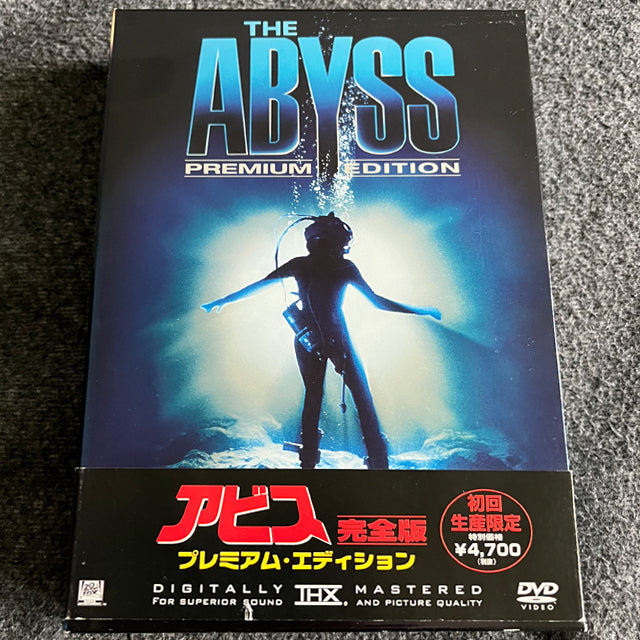 THE
ABYSS
PREMIUM EDITION
アビス 完全版
プレミアム・エディション
初回
生産限定
特別価格
¥4,700
(税抜)
DIGITALLY THX MASTERED
FOR SUPERIOR SOUND AND PICTURE QUALITY
DVD
VIDEO